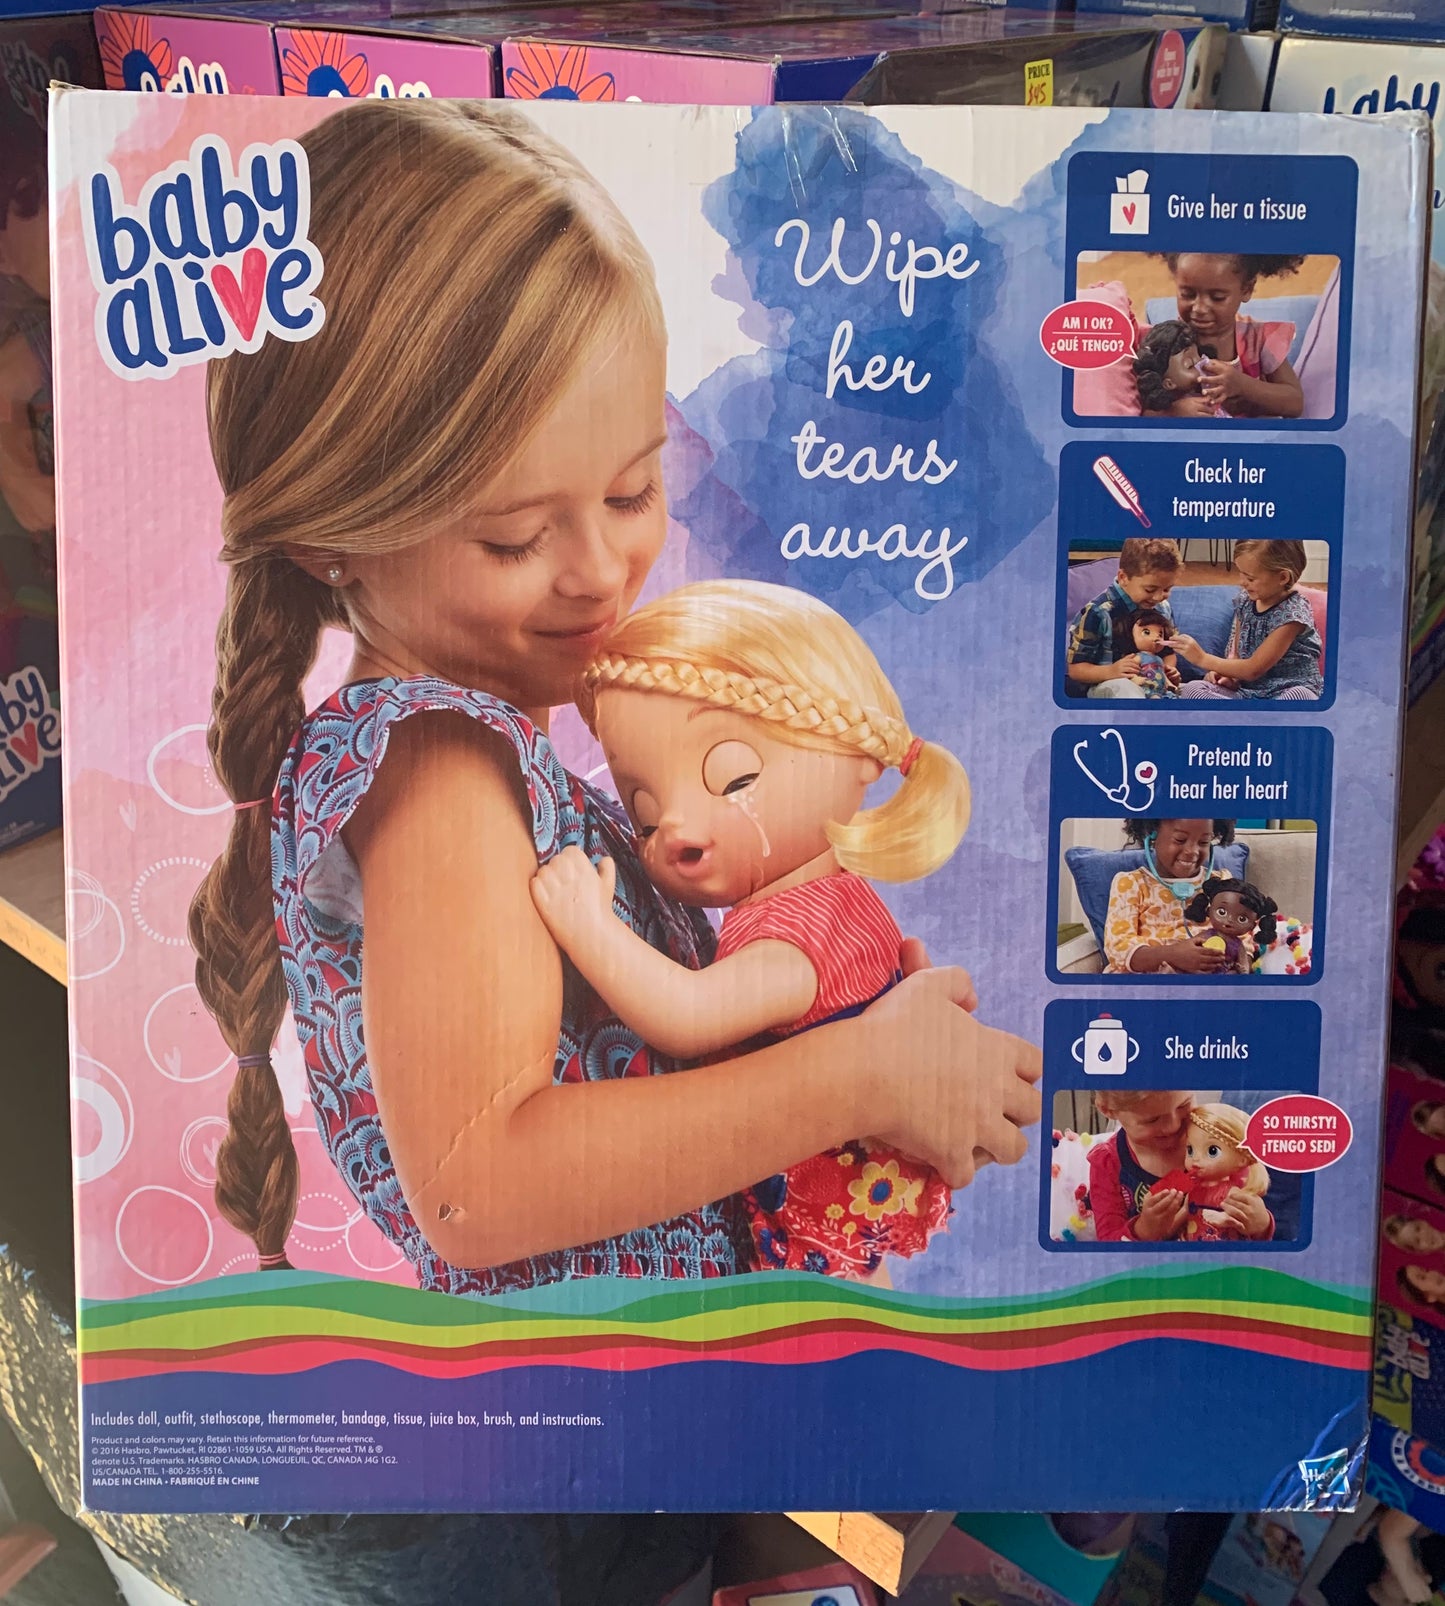 PRICE
$45
baby
alive
Wipe
her
tears
away
Give her a tissue
AM I OK?
¿QUÉ TENGO?
Check her
temperature
Pretend to
hear her heart
She drinks
SO THIRSTY!
¡TENGO SED!
Includes doll, outfit, stethoscope, thermometer, bandage, tissue, juice box, brush, and instructions.
Product and colors may vary. Retain this information for future reference.
© 2016 Hasbro, Pawtucket, RI 02861-1059 USA. All Rights Reserved. TM & ®
denote U.S. Trademarks. HASBRO CANADA, LONGUEUIL, QC, CANADA J4G 1G2.
US/CANADA TEL. 1-800-255-5516.
MADE IN CHINA • FABRIQUÉ EN CHINE
Hasbro